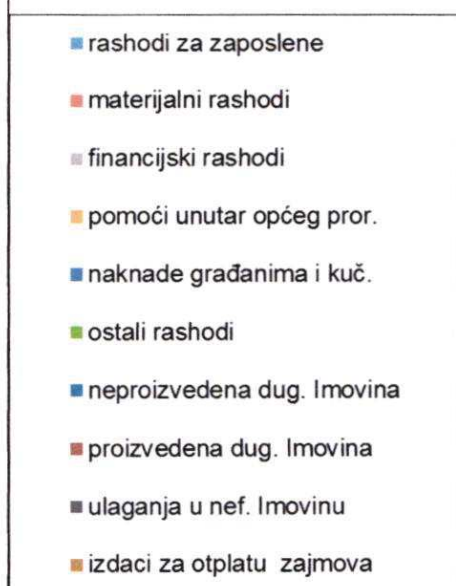 rashodi za zaposlene
materijalni rashodi
financijski rashodi
pomoći unutar općeg pror.
naknade građanima i kuč.
ostali rashodi
neproizvedena dug. Imovina
proizvedena dug. Imovina
ulaganja u nef. Imovinu
izdaci za otplatu zajmova